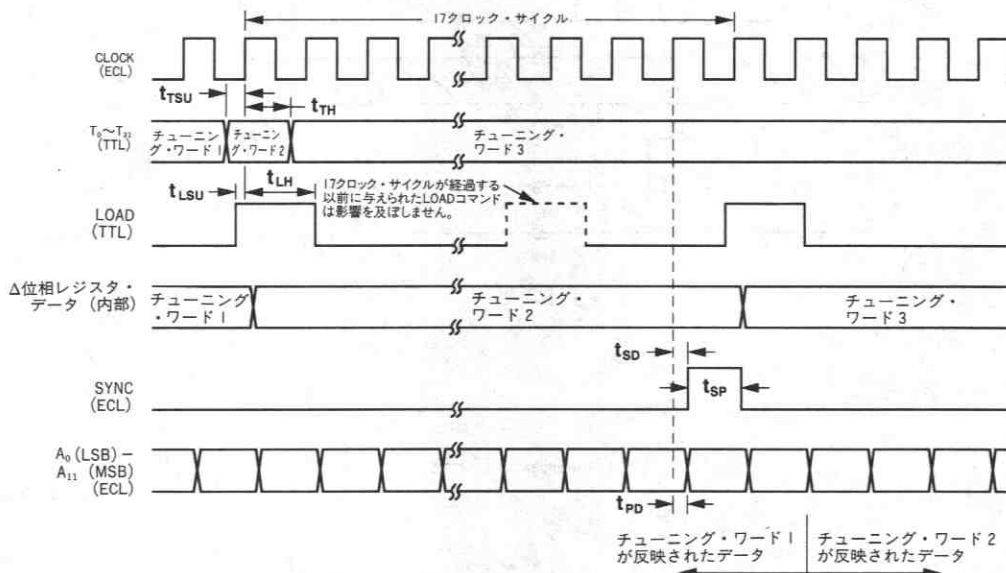 17クロック・サイクル
CLOCK
(ECL)
tTSU
tTH
T0〜T31
(TTL)
チューニン
グ・ワード1
チューニン
グ・ワード2
チューニング・
ワード3
tLSU
tLH
17クロック・サイクルが経過する
以前に与えられたLOADコマンド
は影響を及ぼしません。
LOAD
(TTL)
Δ位相レジスタ・
データ (内部)
チューニング
・ワード1
チューニング・
ワード2
チューニング・
ワード3
tSD
SYNC
(ECL)
tSP
A0 (LSB) −
A11 (MSB)
(ECL)
tPD
チューニング・ワード1
が反映されたデータ
チューニング・ワード2
が反映されたデータ